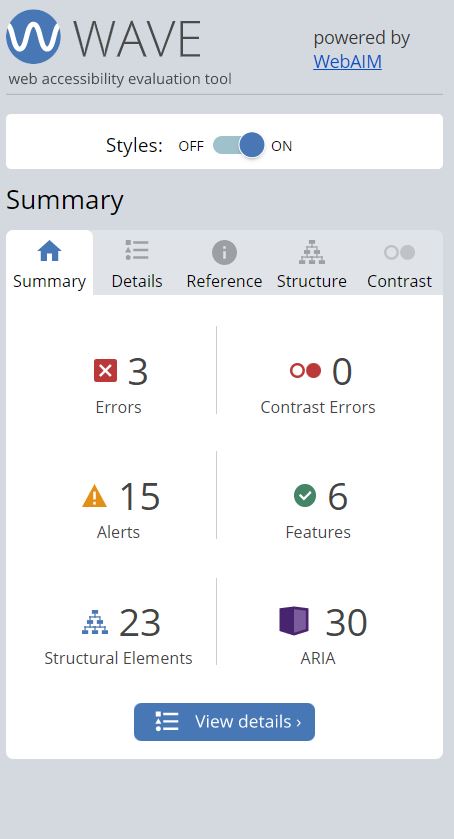 WAVE
web accessibility evaluation tool
powered by
WebAIM
Styles: OFF ON
Summary
Summary Details Reference Structure Contrast
3 0
Errors Contrast Errors
15 6
Alerts Features
23 30
Structural Elements ARIA
View details ›